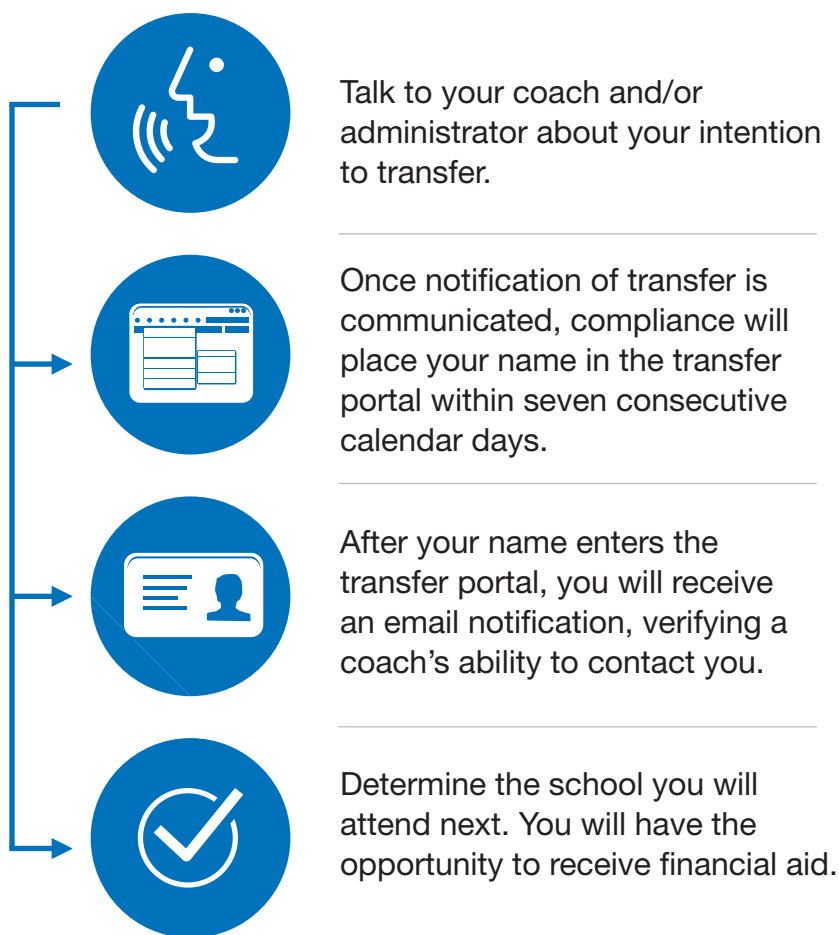 Talk to your coach and/or
administrator about your intention
to transfer.
Once notification of transfer is
communicated, compliance will
place your name in the transfer
portal within seven consecutive
calendar days.
After your name enters the
transfer portal, you will receive
an email notification, verifying a
coach’s ability to contact you.
Determine the school you will
attend next. You will have the
opportunity to receive financial aid.